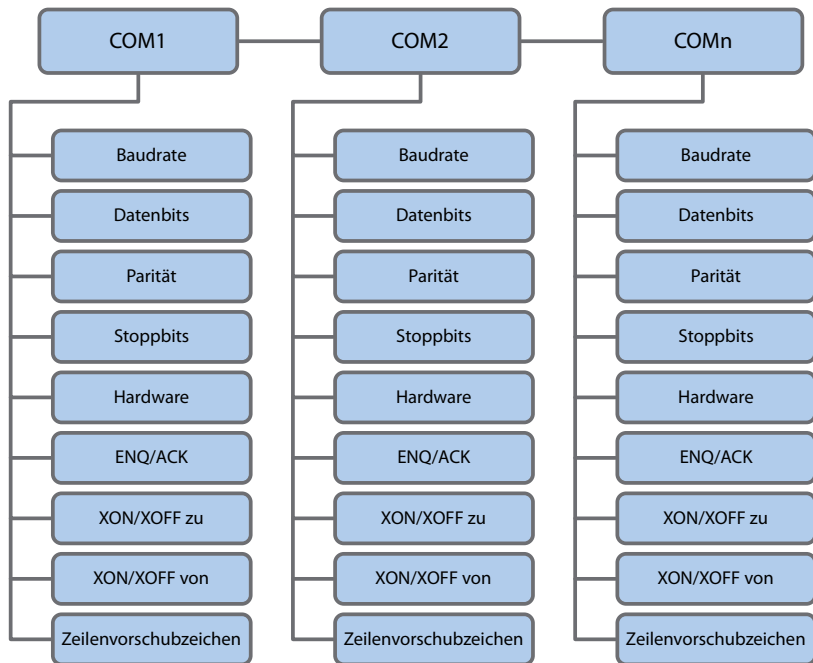 COM1
COM2
COMn
Baudrate
Baudrate
Baudrate
Datenbits
Datenbits
Datenbits
Parität
Parität
Parität
Stoppbits
Stoppbits
Stoppbits
Hardware
Hardware
Hardware
ENQ/ACK
ENQ/ACK
ENQ/ACK
XON/XOFF zu
XON/XOFF zu
XON/XOFF zu
XON/XOFF von
XON/XOFF von
XON/XOFF von
Zeilenvorschubzeichen
Zeilenvorschubzeichen
Zeilenvorschubzeichen